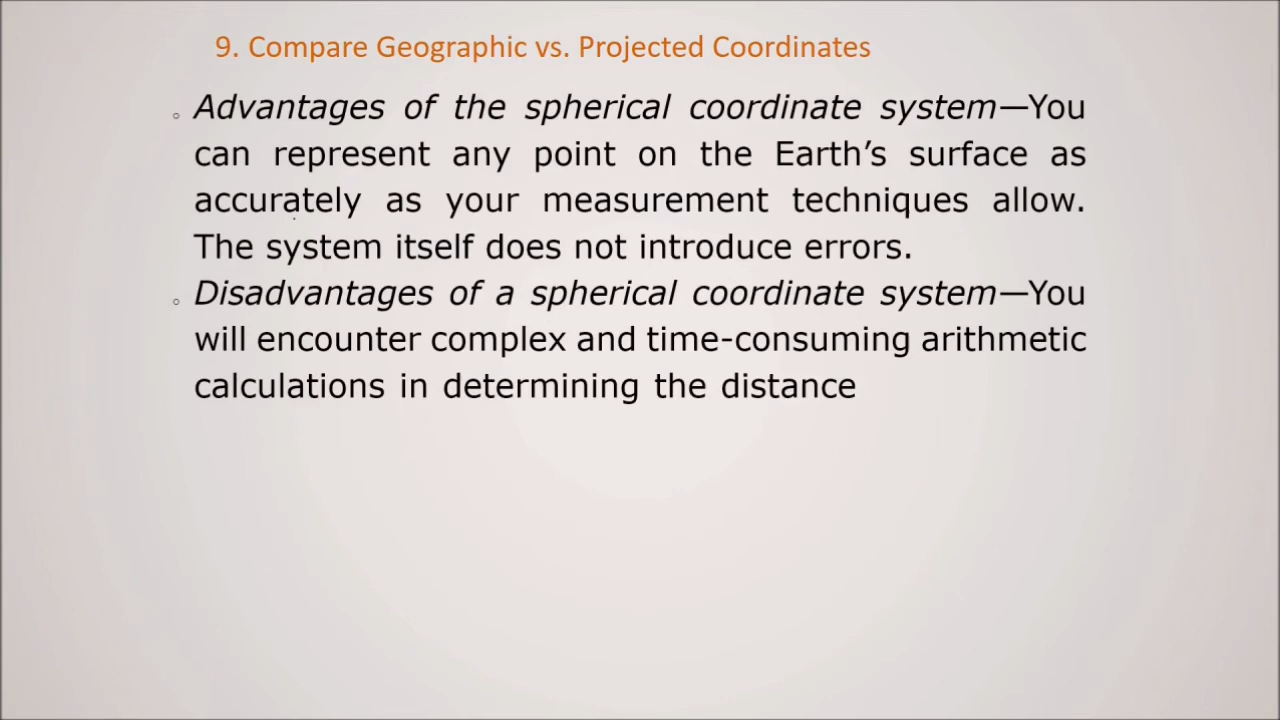 9. Compare Geographic vs. Projected Coordinates
Advantages of the spherical coordinate system—You
can represent any point on the Earth’s surface as
accurately as your measurement techniques allow.
The system itself does not introduce errors.
Disadvantages of a spherical coordinate system—You
will encounter complex and time-consuming arithmetic
calculations in determining the distance